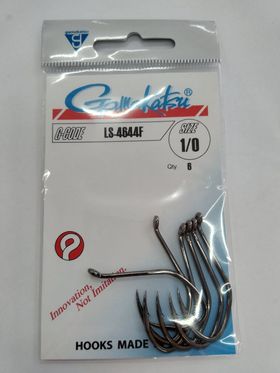 Gamakatsu
G-CODE
LS-4644F
SIZE
1/0
Qty
6
Innovation,
Not Imitation.
HOOKS MADE